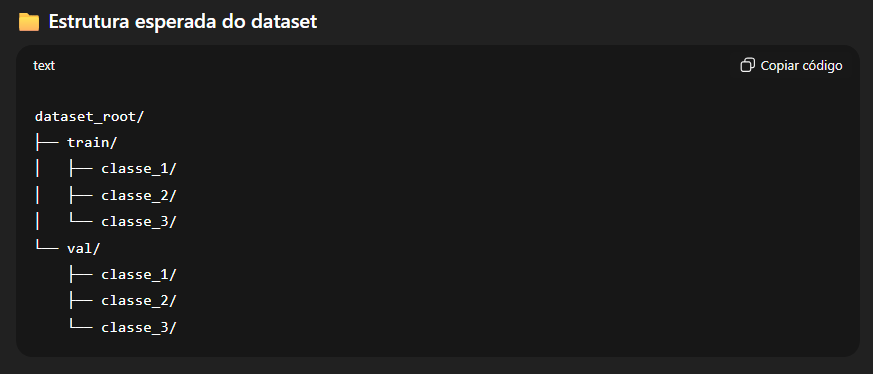 Estrutura esperada do dataset
text
Copiar código
dataset_root/
├── train/
│   ├── classe_1/
│   ├── classe_2/
│   └── classe_3/
└── val/
    ├── classe_1/
    ├── classe_2/
    └── classe_3/